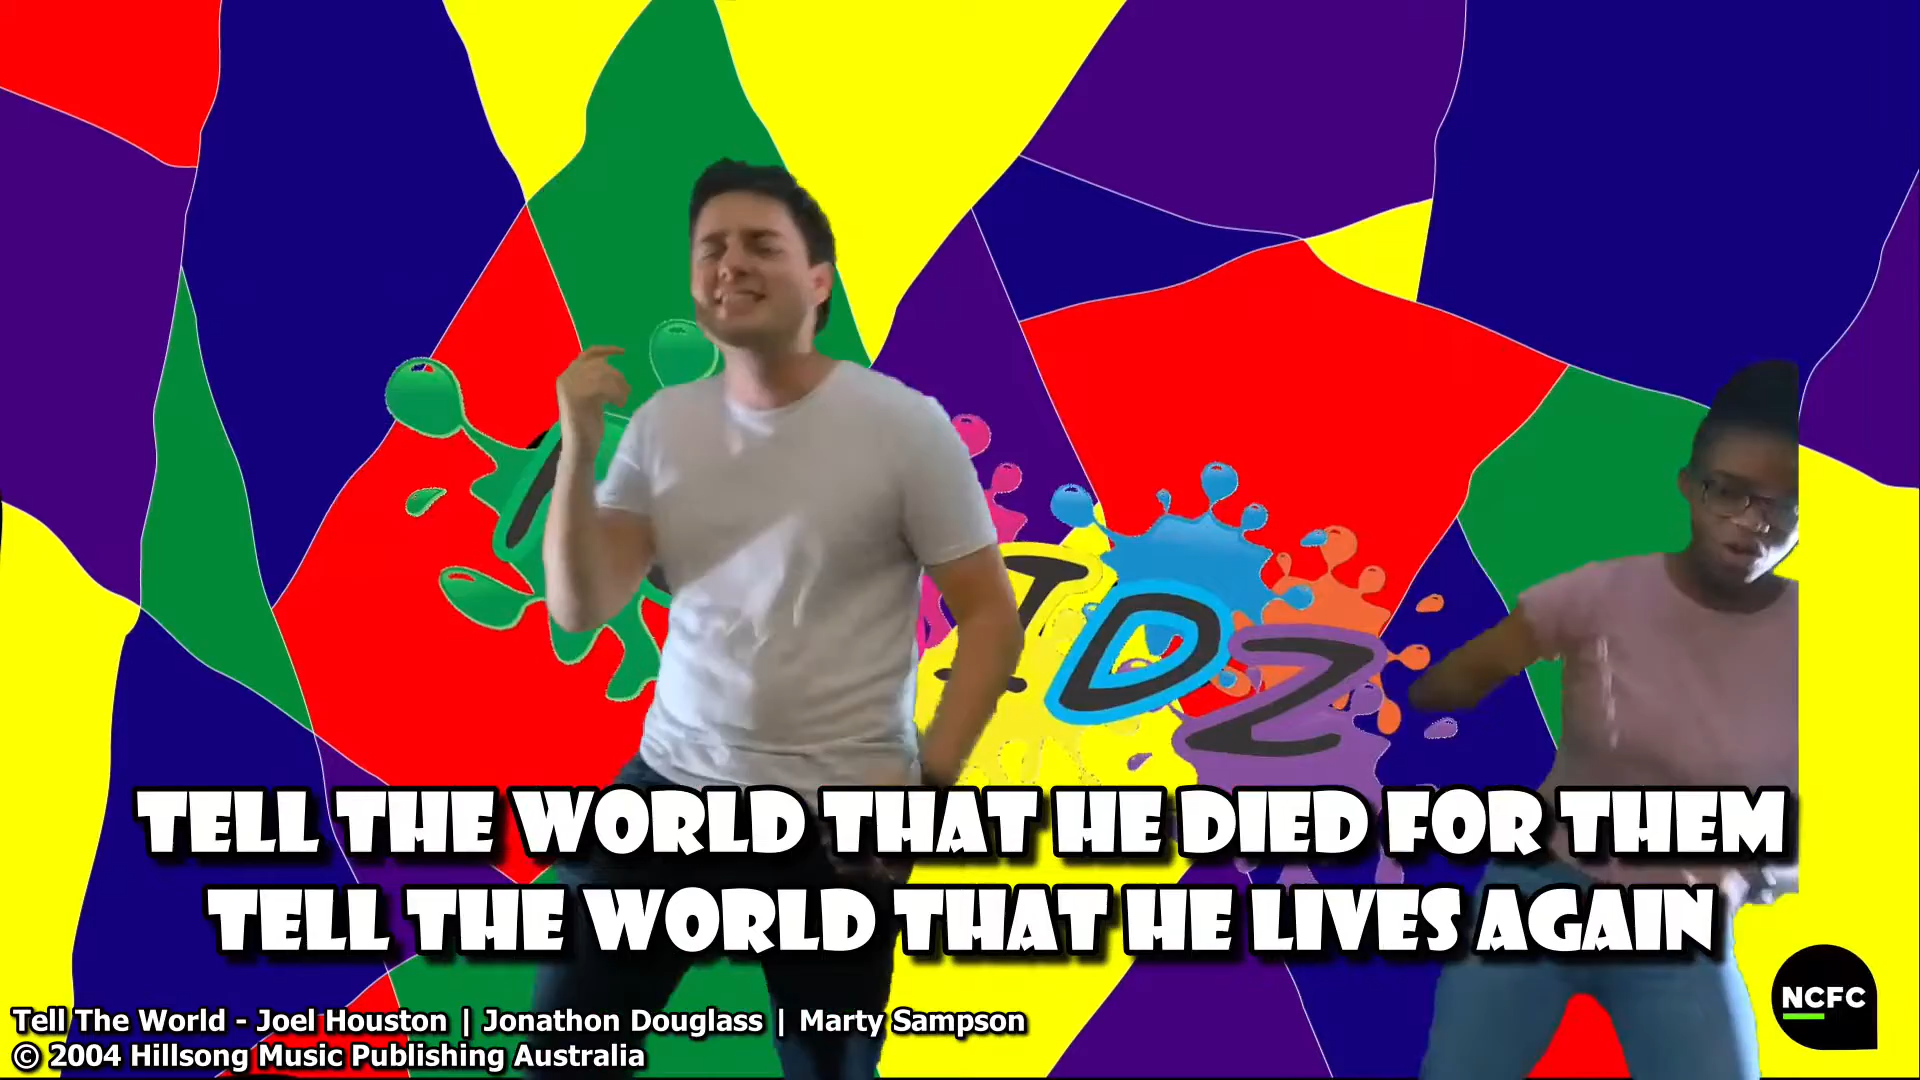 IDZ
TELL THE WORLD THAT HE DIED FOR THEM
TELL THE WORLD THAT HE LIVES AGAIN
Tell The World - Joel Houston | Jonathon Douglass | Marty Sampson
© 2004 Hillsong Music Publishing Australia
NCFC